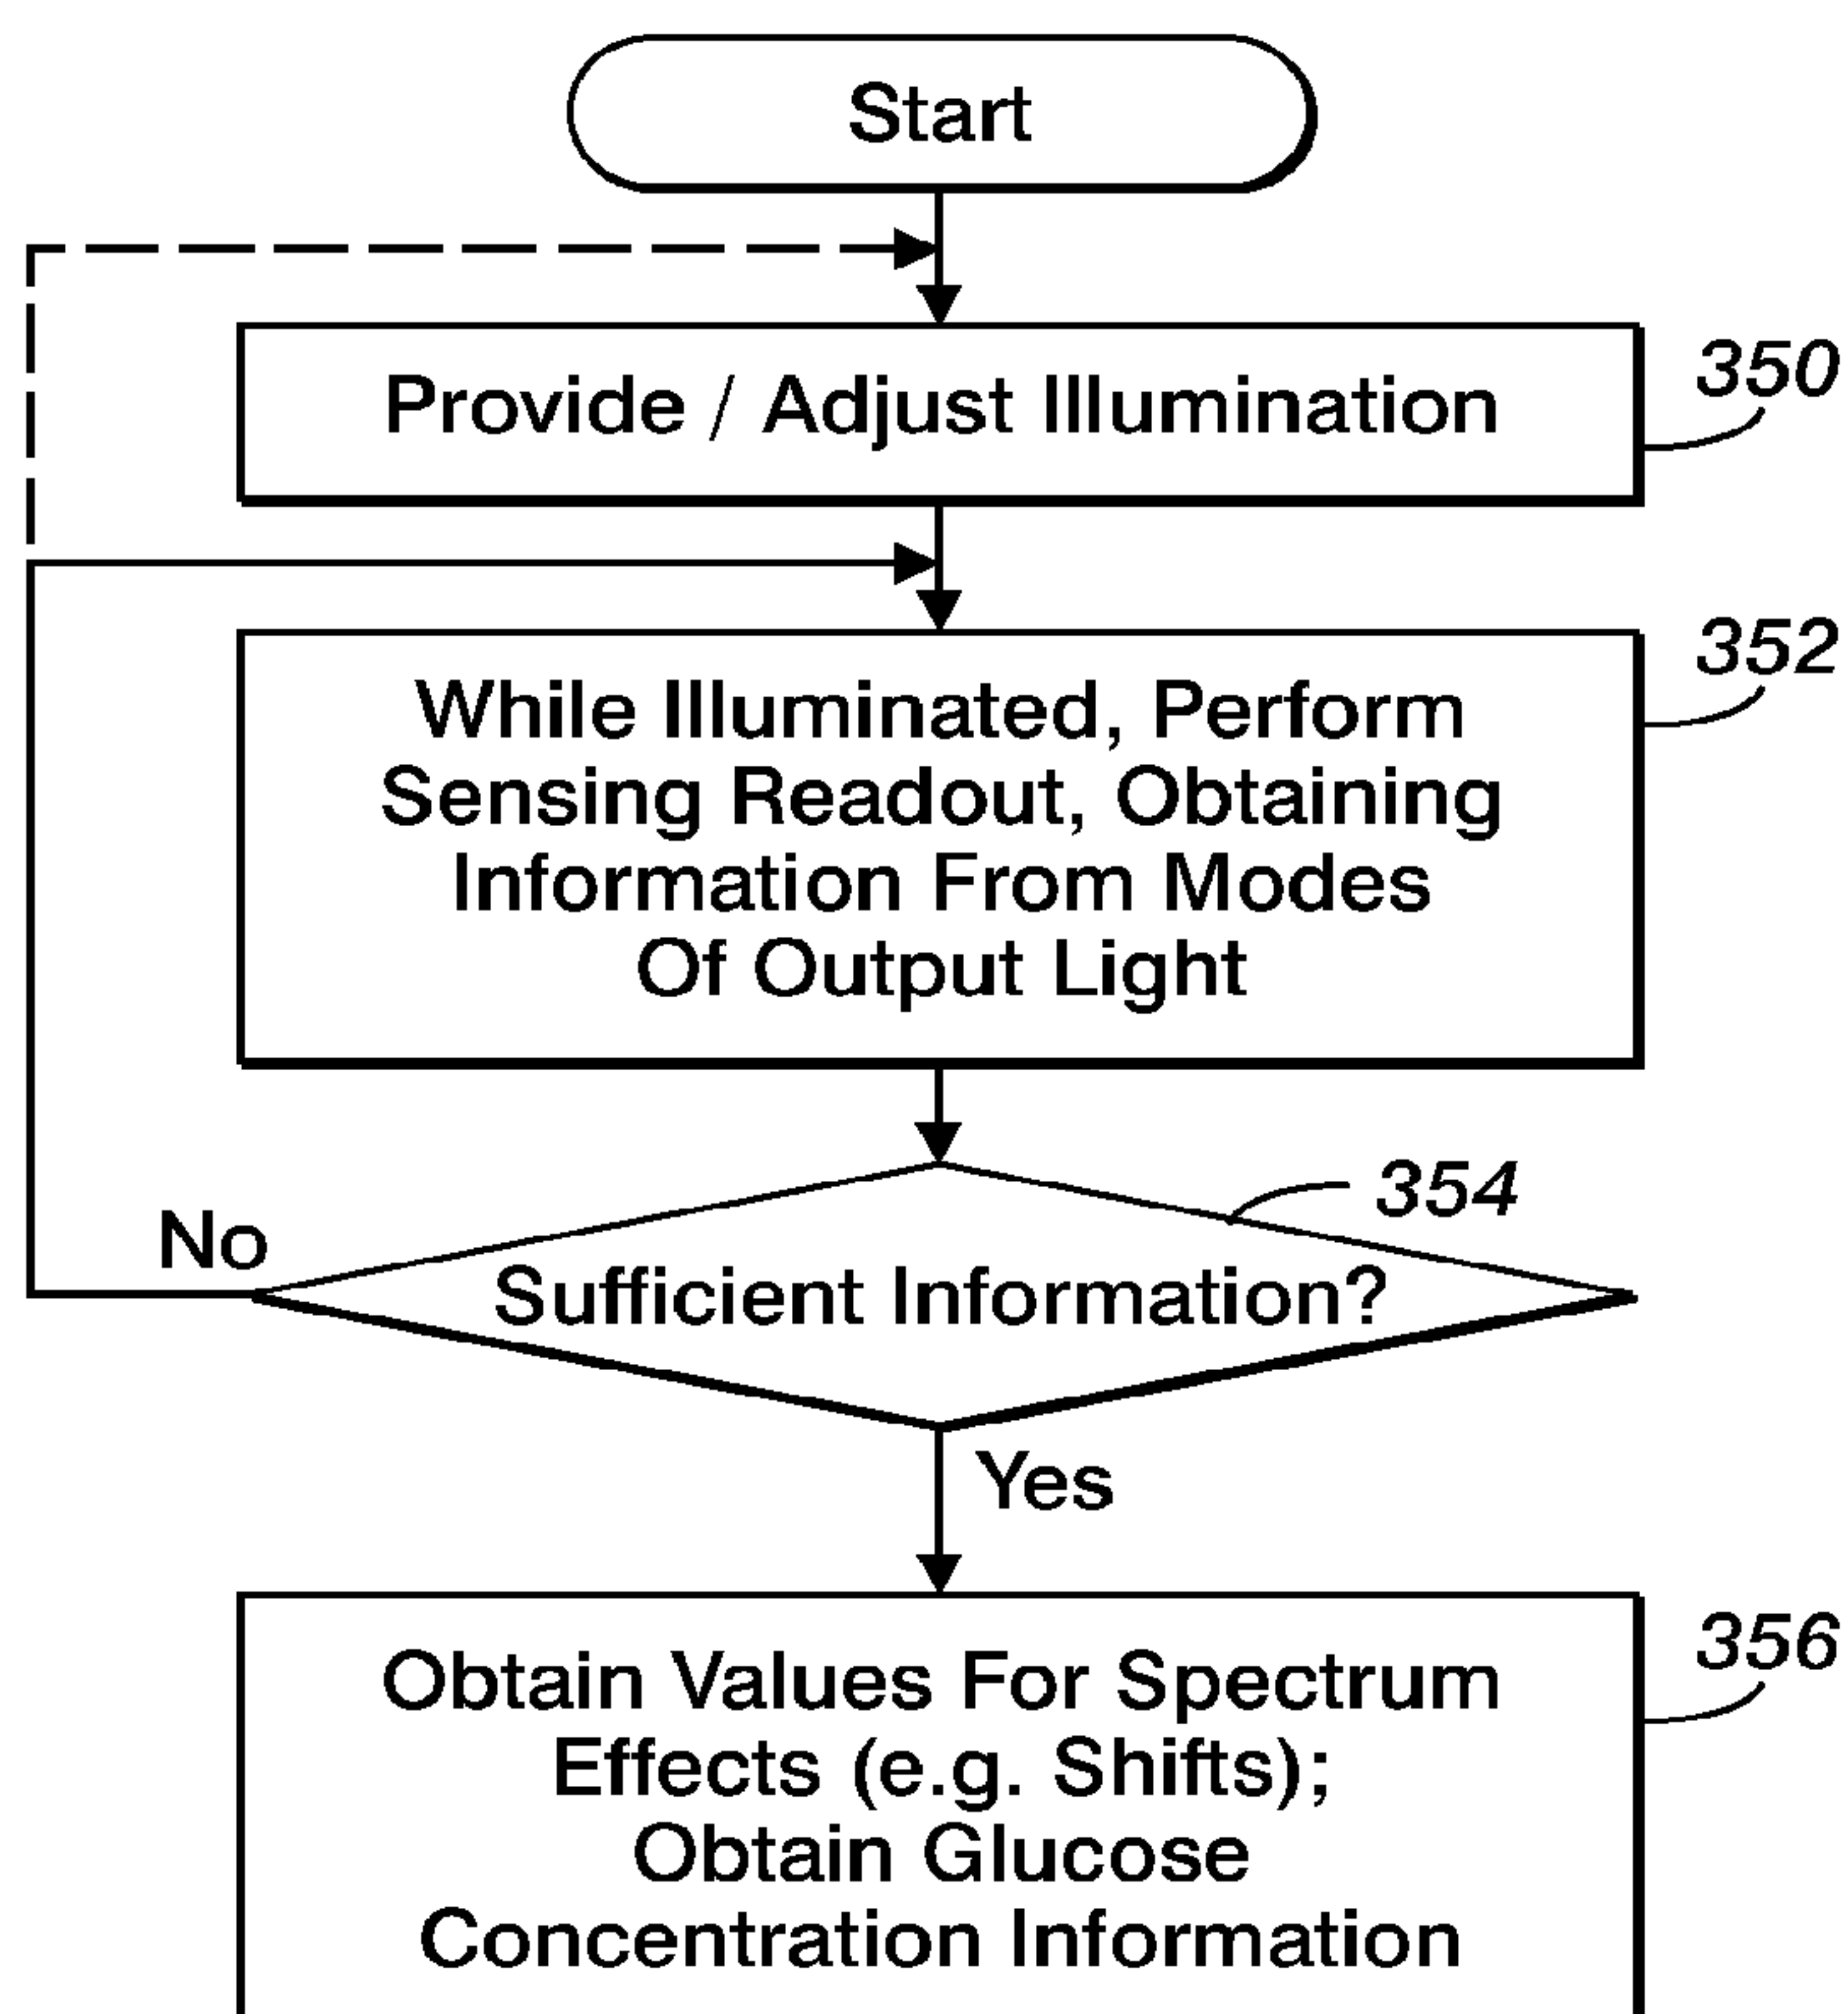 Start
Provide / Adjust Illumination
350
While Illuminated, Perform
Sensing Readout, Obtaining
Information From Modes
Of Output Light
352
354
No
Sufficient Information?
Yes
Obtain Values For Spectrum
Effects (e.g. Shifts);
Obtain Glucose
Concentration Information
356